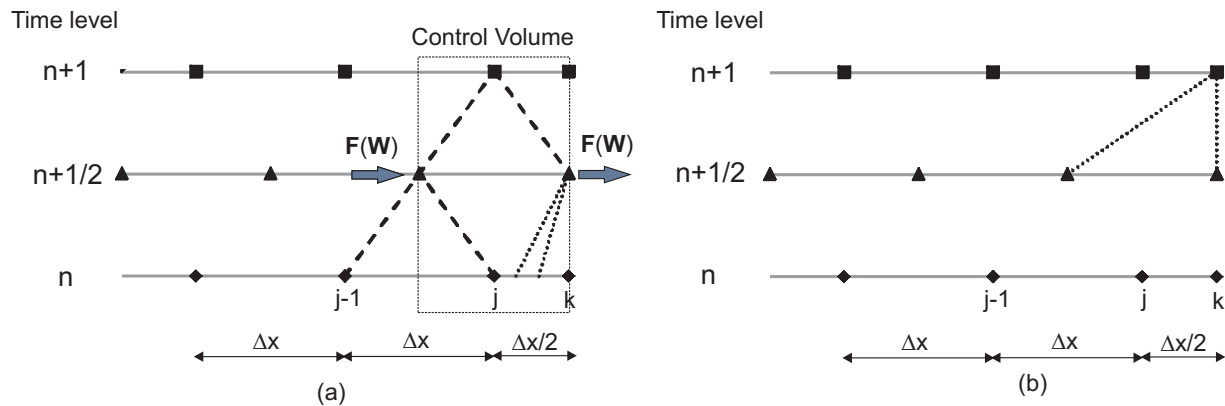 Time level
Control Volume
n+1
F(W)
F(W)
n+1/2
n
j-1
j
k
Δx
Δx
Δx/2
(a)
Time level
n+1
n+1/2
n
j-1
j
k
Δx
Δx
Δx/2
(b)